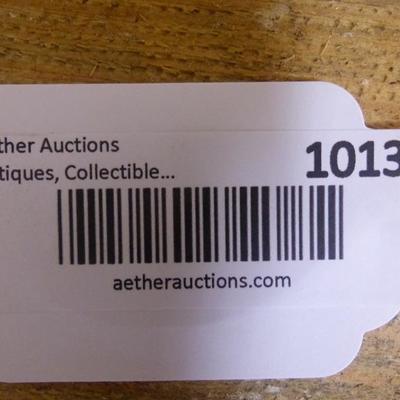 ther Auctions
tiques, Collectible...
1013
aetherauctions.com